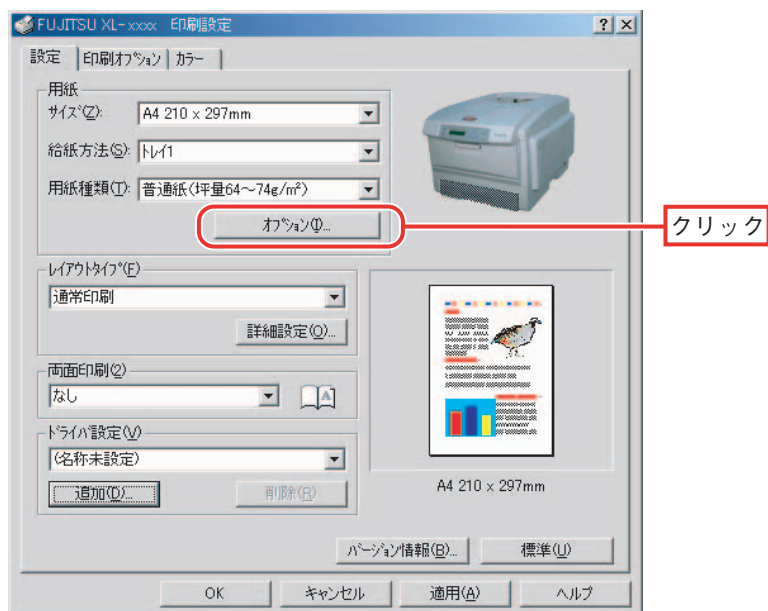 FUJITSU XL-xxxx 印刷設定
設定 印刷オプション カラー
用紙
サイズ(Z): A4 210 x 297mm
給紙方法(S): トレイ1
用紙種類(T): 普通紙(坪量64～74g/m²)
オプション(I)...
クリック
レイアウトタイプ(F)
通常印刷
詳細設定(O)...
両面印刷(2)
なし
ドライバ設定(V)
(名称未設定)
追加(D)... 削除(R)
A4 210 x 297mm
バージョン情報(B)... 標準(U)
OK キャンセル 適用(A) ヘルプ